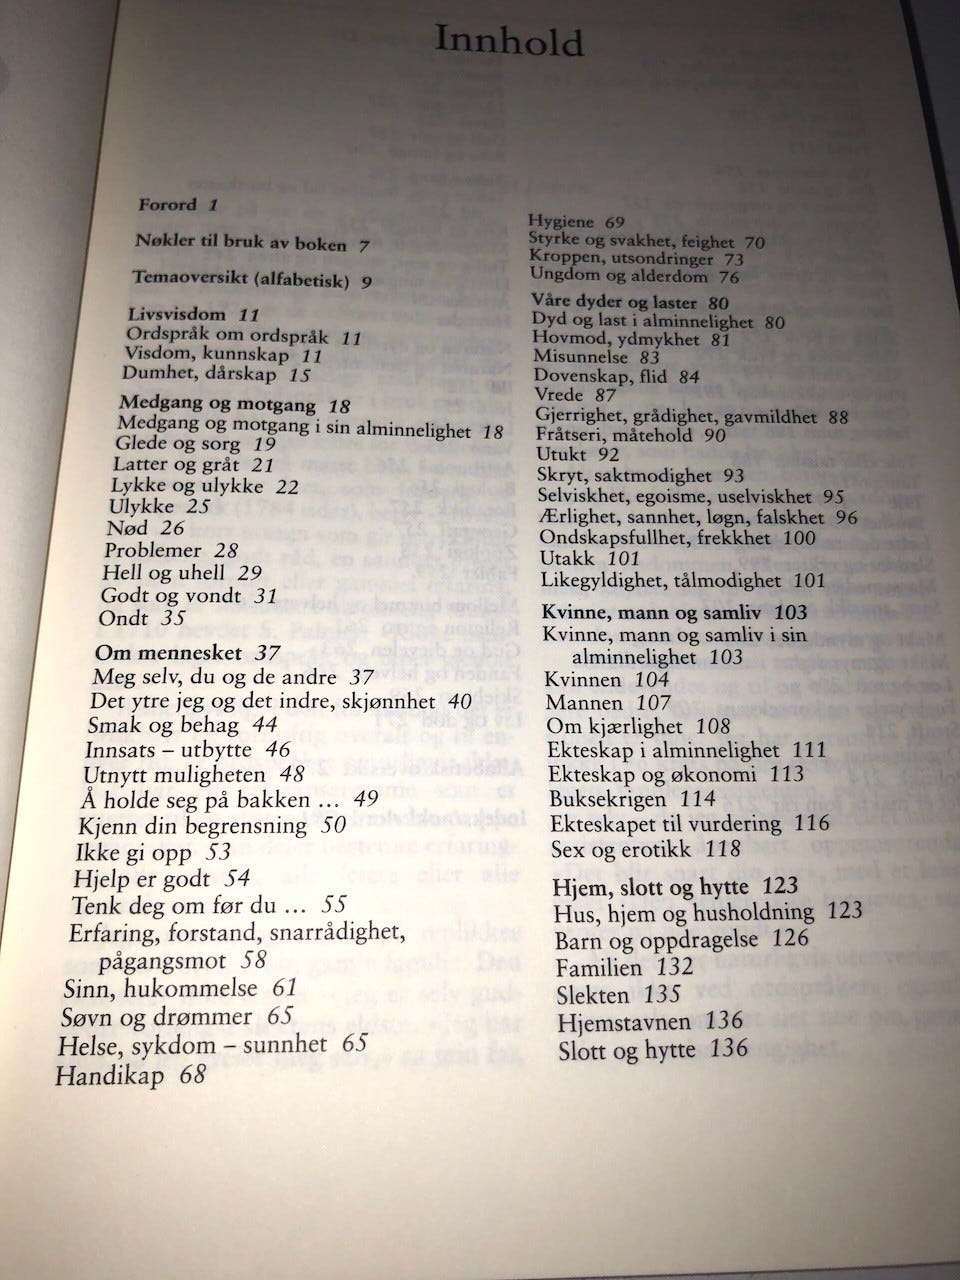 Innhold
Forord 1
Nøkler til bruk av boken 7
Temaoversikt (alfabetisk) 9
Livsvisdom 11
Ordspråk om ordspråk 11
Visdom, kunnskap 11
Dumhet, dårskap 15
Medgang og motgang 18
Medgang og motgang i sin alminnelighet 18
Glede og sorg 19
Latter og gråt 21
Lykke og ulykke 22
Ulykke 25
Nød 26
Problemer 28
Hell og uhell 29
Godt og vondt 31
Ondt 35
Om mennesket 37
Meg selv, du og de andre 37
Det ytre jeg og det indre, skjønnhet 40
Smak og behag 44
Innsats – utbytte 46
Utnytt muligheten 48
Å holde seg på bakken ... 49
Kjenn din begrensning 50
Ikke gi opp 53
Hjelp er godt 54
Tenk deg om før du ... 55
Erfaring, forstand, snarrådighet,
pågangsmot 58
Sinn, hukommelse 61
Søvn og drømmer 65
Helse, sykdom – sunnhet 65
Handikap 68
Hygiene 69
Styrke og svakhet, feighet 70
Kroppen, utsondringer 73
Ungdom og alderdom 76
Våre dyder og laster 80
Dyd og last i alminnelighet 80
Hovmod, ydmykhet 81
Misunnelse 83
Dovenskap, flid 84
Vrede 87
Gjerrighet, grådighet, gavmildhet 88
Fråtseri, måtehold 90
Utukt 92
Skryt, saktmodighet 93
Selviskhet, egoisme, uselviskhet 95
Ærlighet, sannhet, løgn, falskhet 96
Ondskapsfullhet, frekkhet 100
Utakk 101
Likegyldighet, tålmodighet 101
Kvinne, mann og samliv 103
Kvinne, mann og samliv i sin
alminnelighet 103
Kvinnen 104
Mannen 107
Om kjærlighet 108
Ekteskap i alminnelighet 111
Ekteskap og økonomi 113
Buksekrigen 114
Ekteskapet til vurdering 116
Sex og erotikk 118
Hjem, slott og hytte 123
Hus, hjem og husholdning 123
Barn og oppdragelse 126
Familien 132
Slekten 135
Hjemstavnen 136
Slott og hytte 136